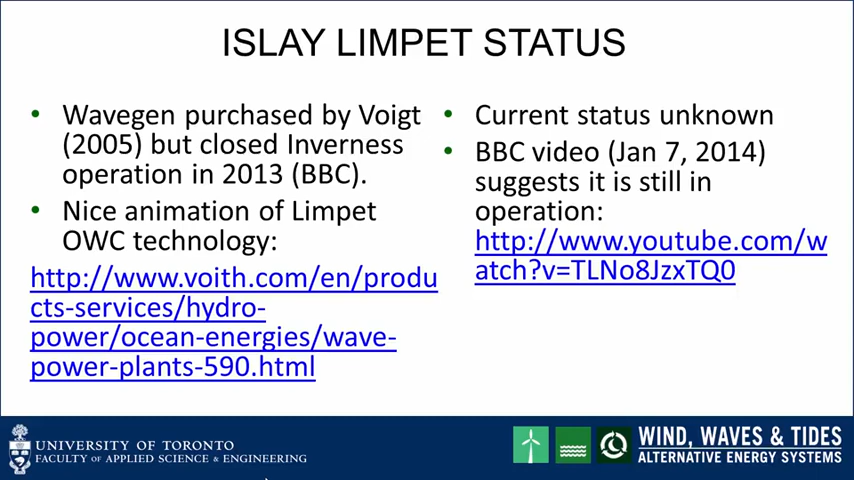 ISLAY LIMPET STATUS
• Wavegen purchased by Voigt
(2005) but closed Inverness
operation in 2013 (BBC).
• Nice animation of Limpet
OWC technology:
http://www.voith.com/en/produ
cts-services/hydro-
power/ocean-energies/wave-
power-plants-590.html
• Current status unknown
• BBC video (Jan 7, 2014)
suggests it is still in
operation:
http://www.youtube.com/w
atch?v=TLNo8JzxTQ0
UNIVERSITY OF TORONTO
FACULTY OF APPLIED SCIENCE & ENGINEERING
WIND, WAVES & TIDES
ALTERNATIVE ENERGY SYSTEMS